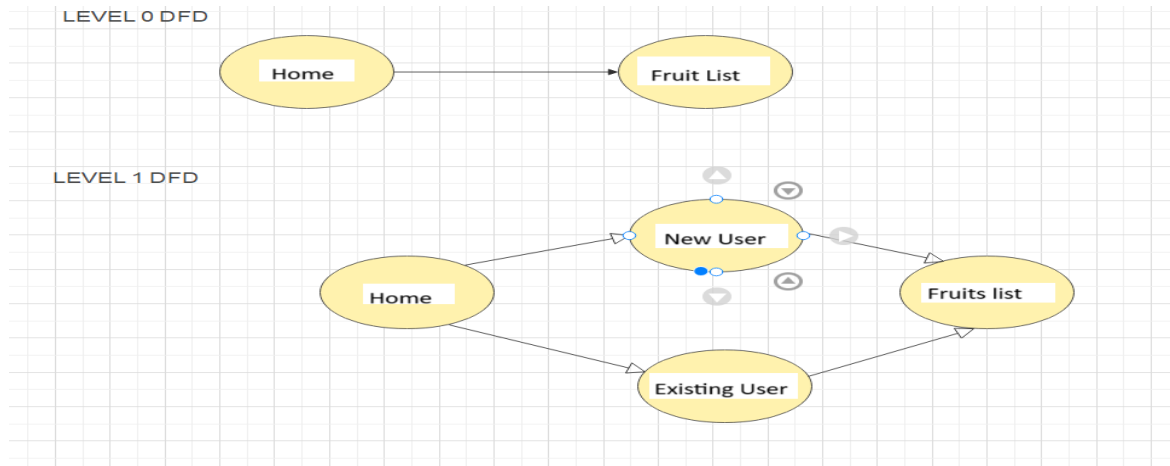 LEVEL 0 DFD
Home
Fruit List
LEVEL 1 DFD
New User
Home
Fruits list
Existing User